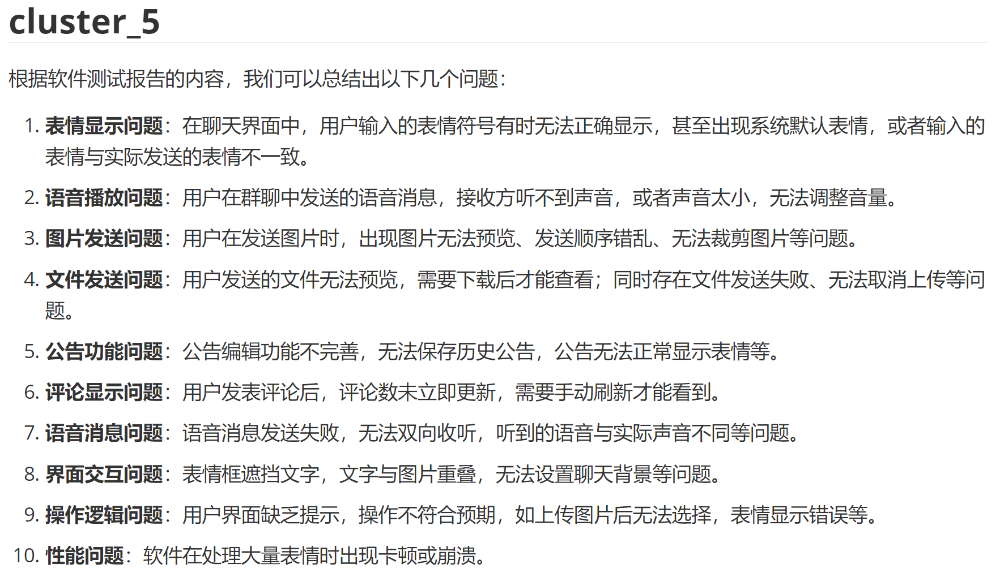 cluster_5
根据软件测试报告的内容，我们可以总结出以下几个问题：
1. 表情显示问题：在聊天界面中，用户输入的表情符号有时无法正确显示，甚至出现系统默认表情，或者输入的
表情与实际发送的表情不一致。
2. 语音播放问题：用户在群聊中发送的语音消息，接收方听不到声音，或者声音太小，无法调整音量。
3. 图片发送问题：用户在发送图片时，出现图片无法预览、发送顺序错乱、无法裁剪图片等问题。
4. 文件发送问题：用户发送的文件无法预览，需要下载后才能查看；同时存在文件发送失败、无法取消上传等问
题。
5. 公告功能问题：公告编辑功能不完善，无法保存历史公告，公告无法正常显示表情等。
6. 评论显示问题：用户发表评论后，评论数未立即更新，需要手动刷新才能看到。
7. 语音消息问题：语音消息发送失败，无法双向收听，听到的语音与实际声音不同等问题。
8. 界面交互问题：表情框遮挡文字，文字与图片重叠，无法设置聊天背景等问题。
9. 操作逻辑问题：用户界面缺乏提示，操作不符合预期，如上传图片后无法选择，表情显示错误等。
10. 性能问题：软件在处理大量表情时出现卡顿或崩溃。